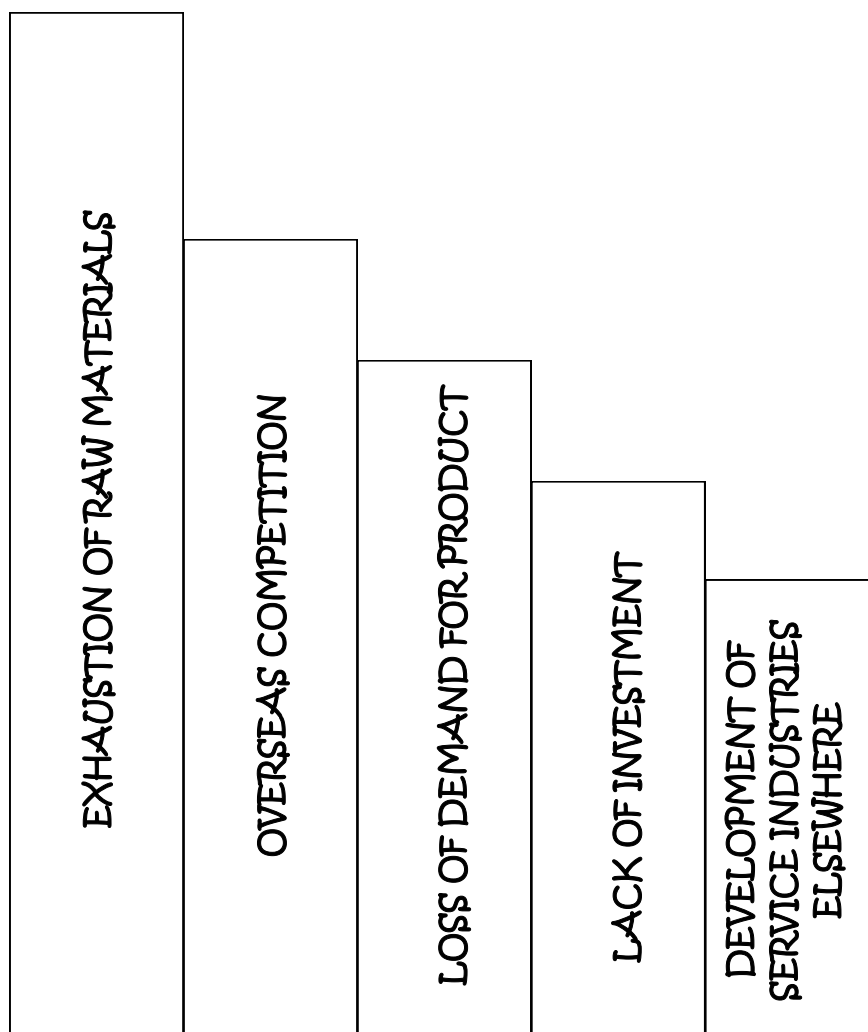 EXHAUSTION OF RAW MATERIALS
OVERSEAS COMPETITION
LOSS OF DEMAND FOR PRODUCT
LACK OF INVESTMENT
DEVELOPMENT OF
SERVICE INDUSTRIES
ELSEWHERE